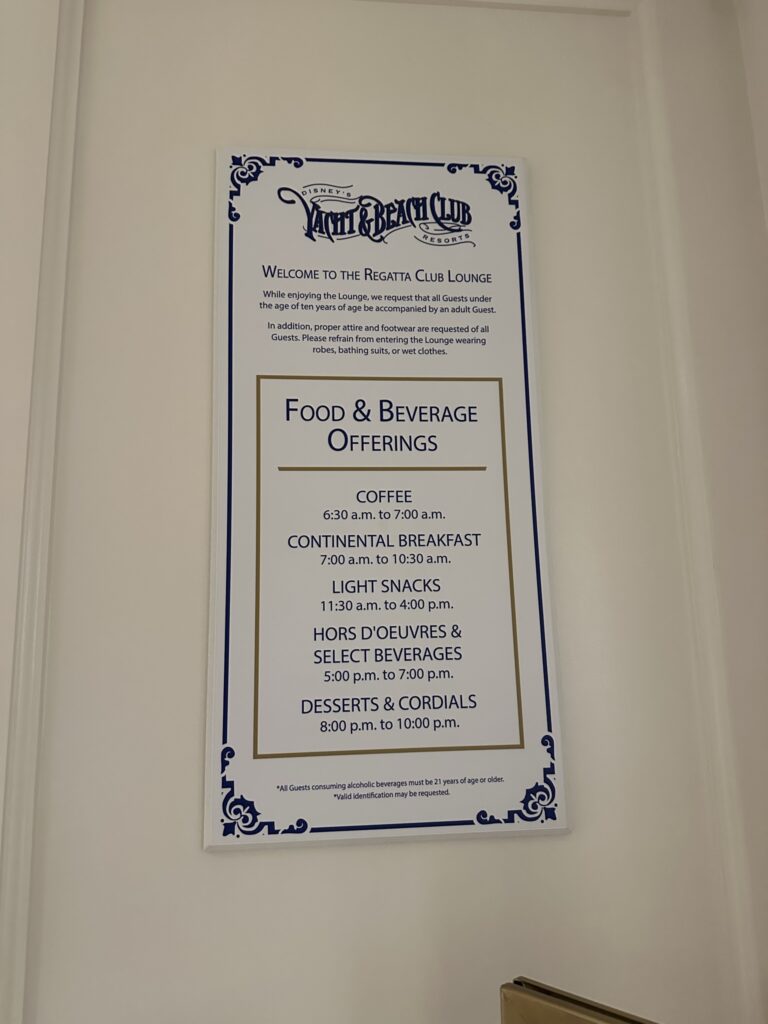 DISNEY'S
YACHT & BEACH CLUB
RESORTS
WELCOME TO THE REGATTA CLUB LOUNGE
While enjoying the Lounge, we request that all Guests under
the age of ten years of age be accompanied by an adult Guest.
In addition, proper attire and footwear are requested of all
Guests. Please refrain from entering the Lounge wearing
robes, bathing suits, or wet clothes.
FOOD & BEVERAGE
OFFERINGS
COFFEE
6:30 a.m. to 7:00 a.m.
CONTINENTAL BREAKFAST
7:00 a.m. to 10:30 a.m.
LIGHT SNACKS
11:30 a.m. to 4:00 p.m.
HORS D'OEUVRES &
SELECT BEVERAGES
5:00 p.m. to 7:00 p.m.
DESSERTS & CORDIALS
8:00 p.m. to 10:00 p.m.
*All Guests consuming alcoholic beverages must be 21 years of age or older.
*Valid identification may be requested.